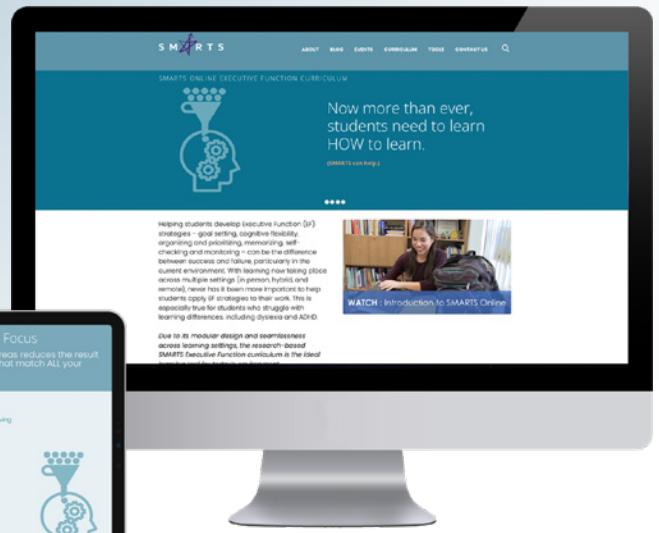 SMARTS
ABOUT BLOG EVENTS CURRICULUM TOOLS CONTACT US
SMARTS ONLINE EXECUTIVE FUNCTION CURRICULUM
Now more than ever,
students need to learn
HOW to learn.
(SMARTS can help.)
Helping students develop Executive Function (EF)
strategies – goal setting, cognitive flexibility,
organizing and prioritizing, memorizing, self-
checking and monitoring – can be the difference
between success and failure, particularly in the
current environment. With learning now taking place
across multiple settings (in person, hybrid, and
remote), never has it been more important to help
students apply EF strategies to their work. This is
especially true for students who struggle with
learning differences, including dyslexia and ADHD.
Due to its modular design and seamlessness
across learning settings, the research-based
SMARTS Executive Function curriculum is the ideal
WATCH : Introduction to SMARTS Online
Focus
reas reduces the result
hat match ALL your